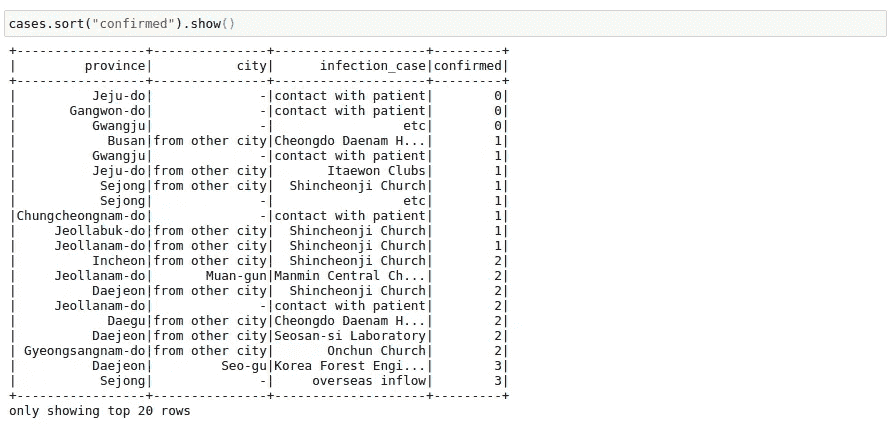 cases.sort("confirmed").show()
+-----------------+---------------+--------------------+---------+
|         province|           city|      infection_case|confirmed|
+-----------------+---------------+--------------------+---------+
|          Jeju-do|              -|contact with patient|        0|
|       Gangwon-do|              -|contact with patient|        0|
|          Gwangju|              -|                 etc|        0|
|            Busan|from other city|Cheongdo Daenam H...|        1|
|          Gwangju|              -|contact with patient|        1|
|          Jeju-do|from other city|       Itaewon Clubs|        1|
|           Sejong|from other city|  Shincheonji Church|        1|
|           Sejong|              -|                 etc|        1|
|Chungcheongnam-do|              -|contact with patient|        1|
|     Jeollabuk-do|from other city|  Shincheonji Church|        1|
|     Jeollanam-do|from other city|  Shincheonji Church|        1|
|          Incheon|from other city|  Shincheonji Church|        2|
|     Jeollanam-do|       Muan-gun|Manmin Central Ch...|        2|
|          Daejeon|from other city|  Shincheonji Church|        2|
|     Jeollanam-do|              -|contact with patient|        2|
|            Daegu|from other city|Cheongdo Daenam H...|        2|
|          Daejeon|from other city|Seosan-si Laboratory|        2|
| Gyeongsangnam-do|from other city|       Onchun Church|        2|
|          Daejeon|         Seo-gu|Korea Forest Engi...|        3|
|           Sejong|              -|     overseas inflow|        3|
+-----------------+---------------+--------------------+---------+
only showing top 20 rows